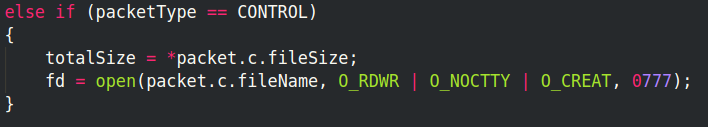 else if (packetType == CONTROL)
{
    totalSize = *packet.c.fileSize;
    fd = open(packet.c.fileName, O_RDWR | O_NOCTTY | O_CREAT, 0777);
}